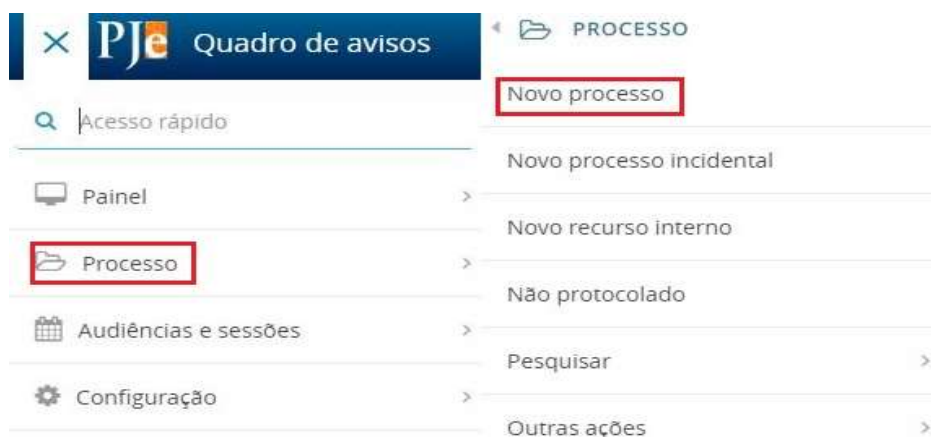 PJe Quadro de avisos
Acesso rápido
Painel
Processo
Audiências e sessões
Configuração
PROCESSO
Novo processo
Novo processo incidental
Novo recurso interno
Não protocolado
Pesquisar
Outras ações